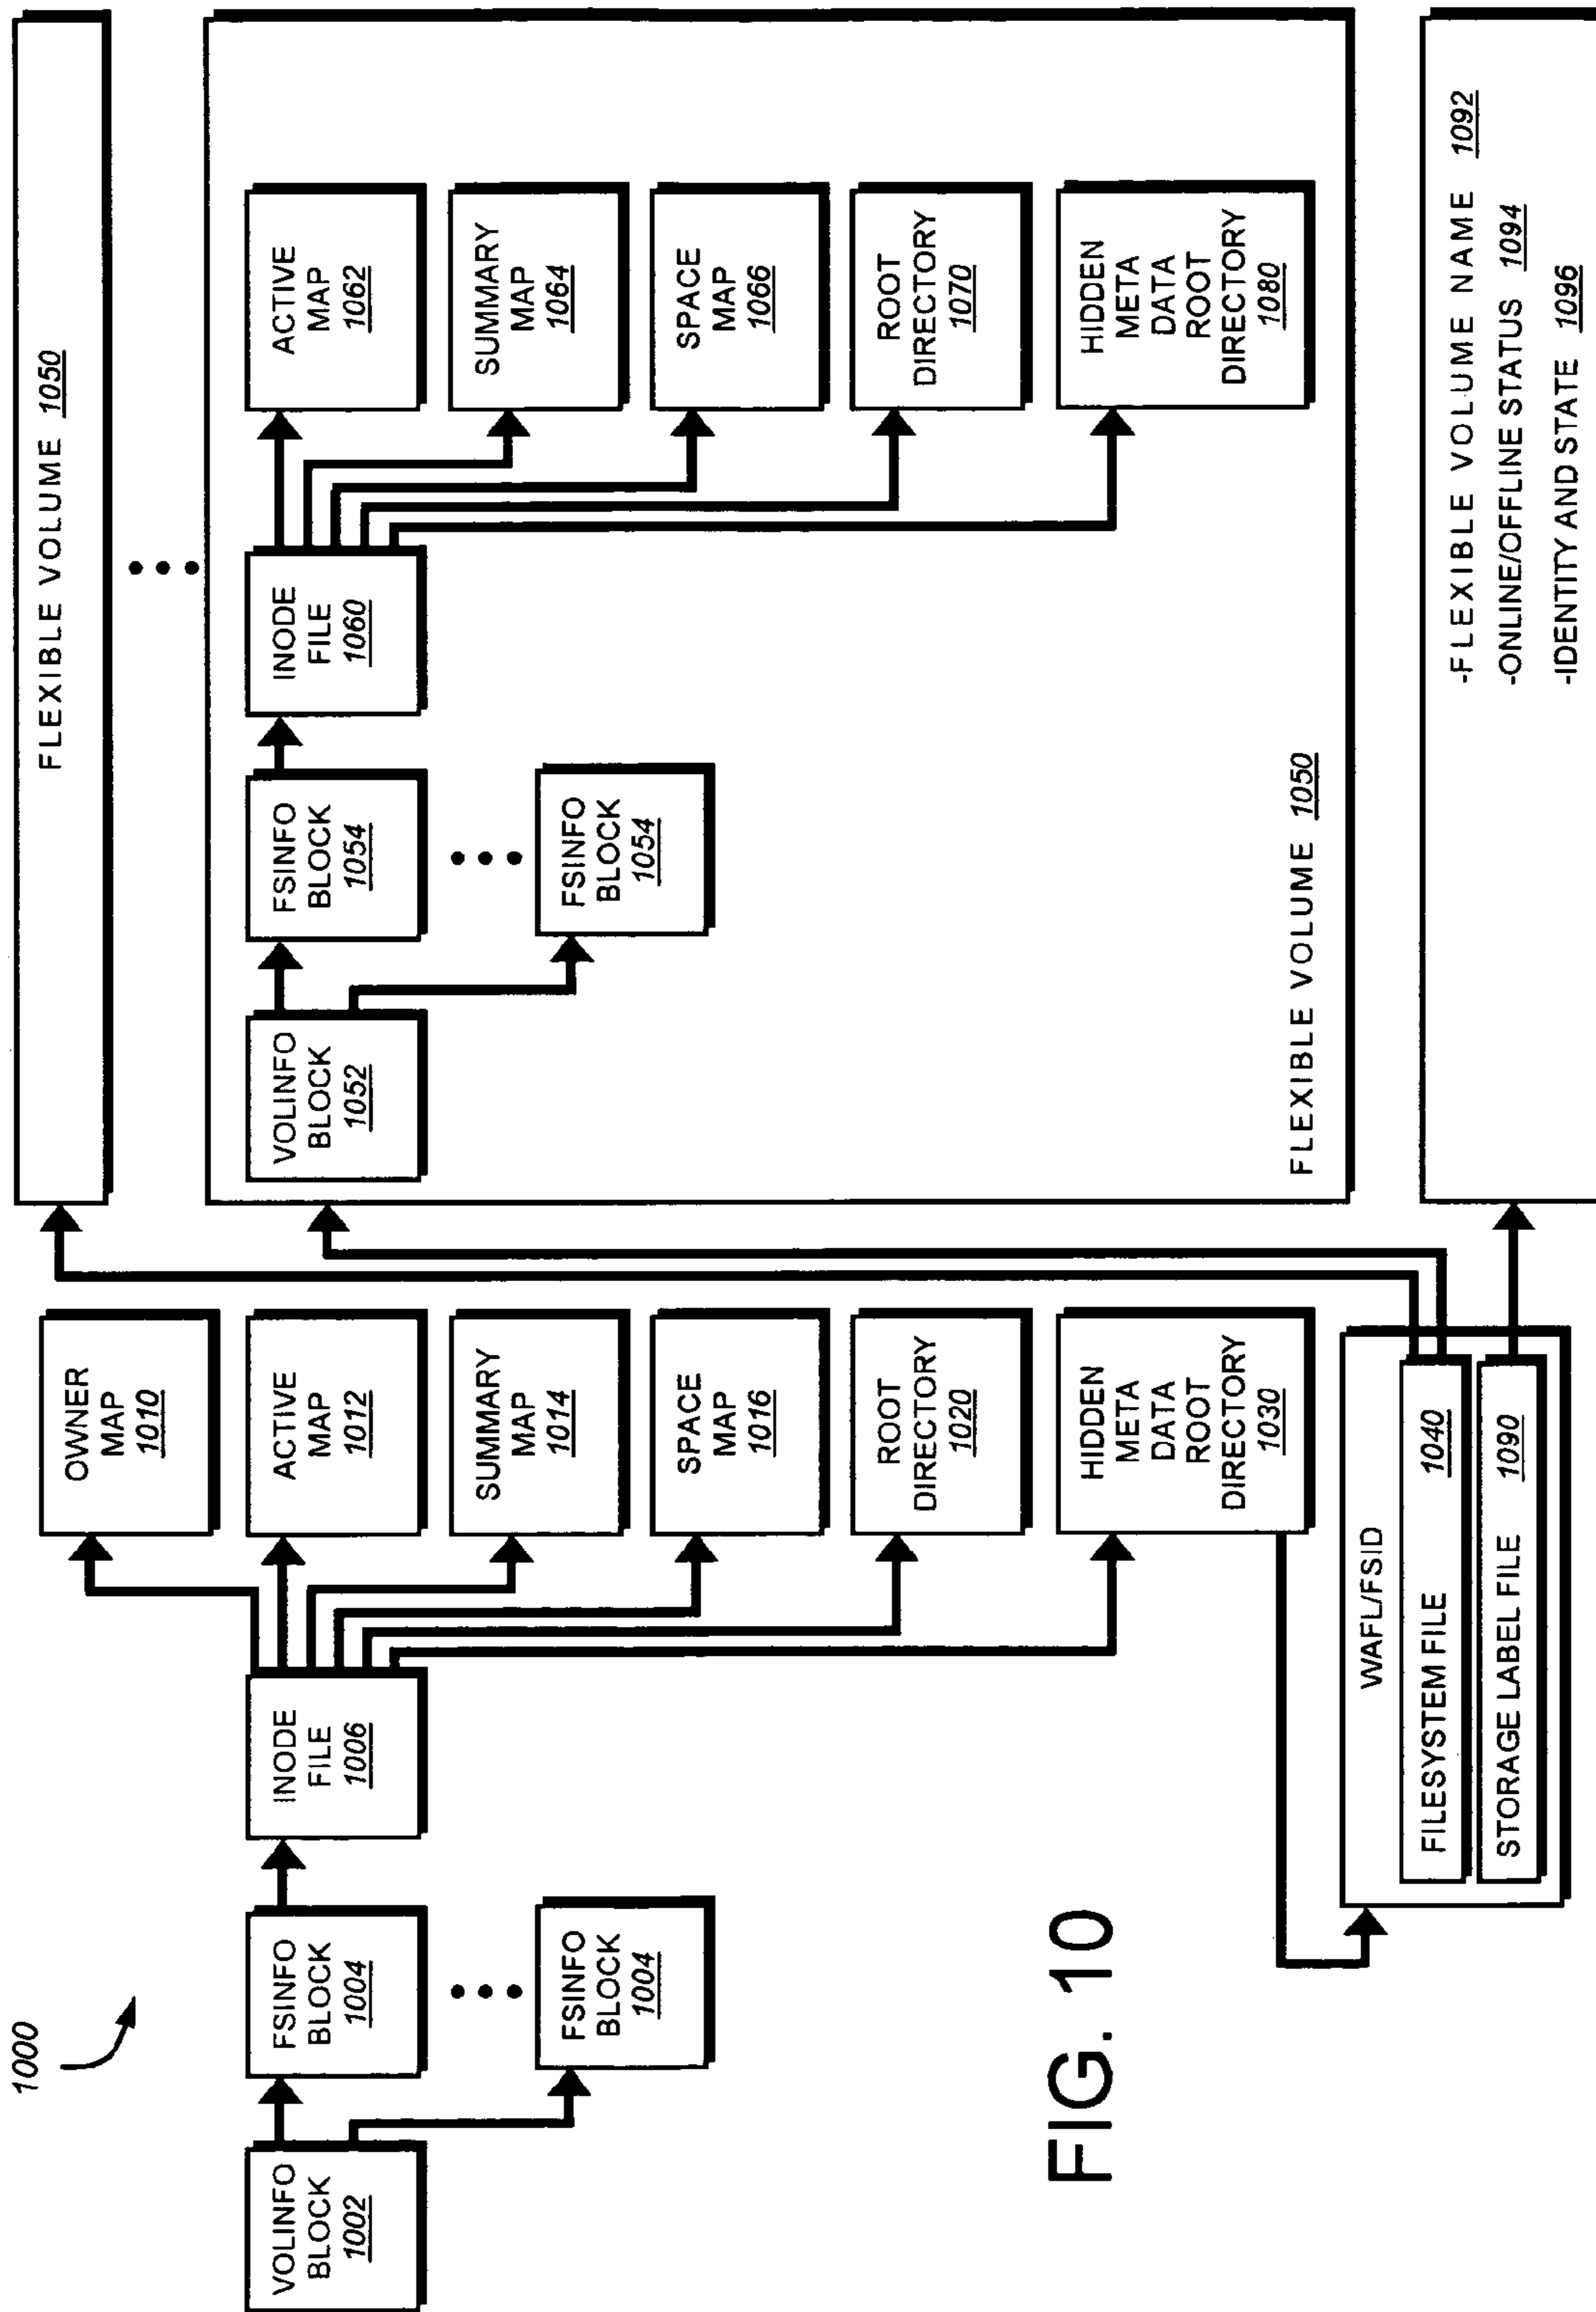 1000
VOLINFO
BLOCK
1002
FSINFO
BLOCK
1004
FSINFO
BLOCK
1004
INODE
FILE
1006
OWNER
MAP
1010
ACTIVE
MAP
1012
SUMMARY
MAP
1014
SPACE
MAP
1016
ROOT
DIRECTORY
1020
HIDDEN
META
DATA
ROOT
DIRECTORY
1030
WAFL/FSID
FILESYSTEM FILE 1040
STORAGE LABEL FILE 1090
FLEXIBLE VOLUME 1050
VOLINFO
BLOCK
1052
FSINFO
BLOCK
1054
FSINFO
BLOCK
1054
INODE
FILE
1060
ACTIVE
MAP
1062
SUMMARY
MAP
1064
SPACE
MAP
1066
ROOT
DIRECTORY
1070
HIDDEN
META
DATA
ROOT
DIRECTORY
1080
FLEXIBLE VOLUME 1050
-FLEXIBLE VOLUME NAME 1092
-ONLINE/OFFLINE STATUS 1094
-IDENTITY AND STATE 1096
FIG. 10